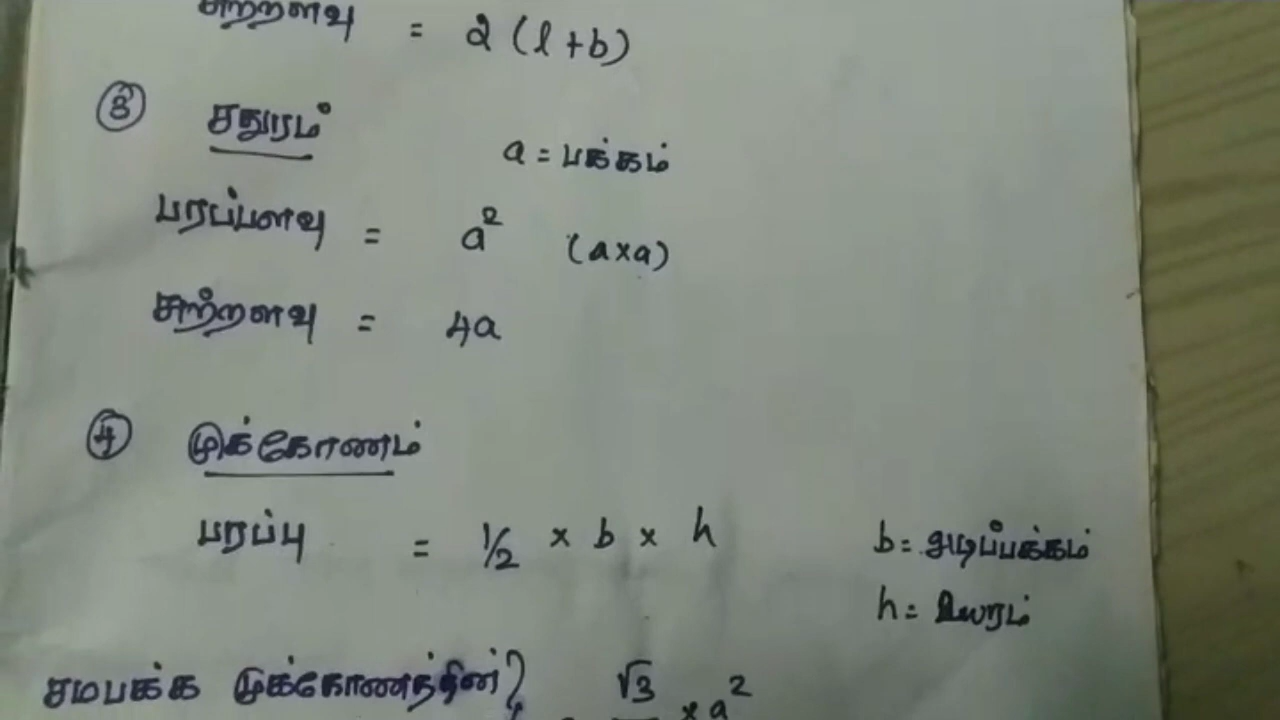 சுற்றளவு = 2 (l+b)
③ சதுரம்
a = பக்கம்
பரப்பளவு = a² (a×a)
சுற்றளவு = 4a
④ முக்கோணம்
பரப்பு = 1/2 × b × h
b = அடிப்பக்கம்
h = உயரம்
சமபக்க முக்கோணத்தின் } √3 × a²